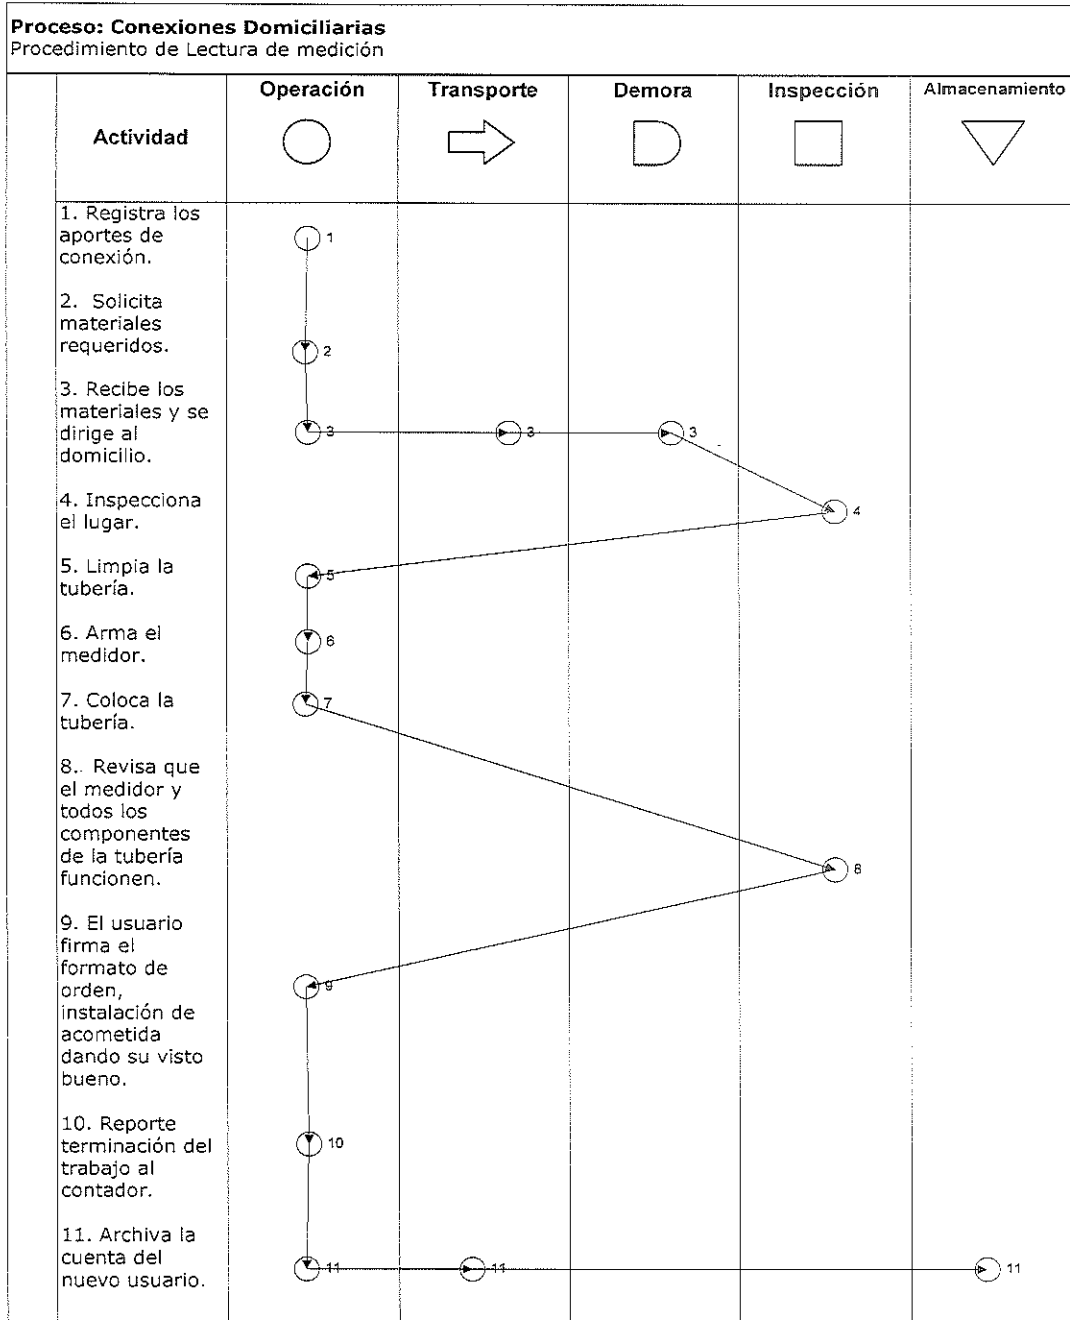 Proceso: Conexiones Domiciliarias
Procedimiento de Lectura de medición
Actividad
Operación
Transporte
Demora
Inspección
Almacenamiento
1. Registra los
aportes de
conexión.
1
2. Solicita
materiales
requeridos.
2
3. Recibe los
materiales y se
dirige al
domicilio.
3
3
3
4. Inspecciona
el lugar.
4
5. Limpia la
tubería.
5
6. Arma el
medidor.
6
7. Coloca la
tubería.
7
8. Revisa que
el medidor y
todos los
componentes
de la tubería
funcionen.
8
9. El usuario
firma el
formato de
orden,
instalación de
acometida
dando su visto
bueno.
9
10. Reporte
terminación del
trabajo al
contador.
10
11. Archiva la
cuenta del
nuevo usuario.
11
11
11